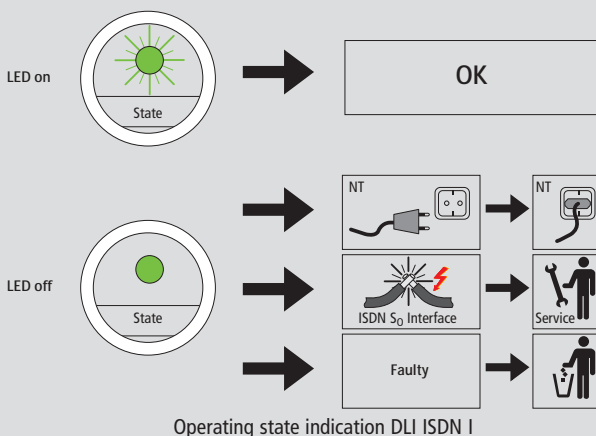 LED on
State
OK
NT
NT
LED off
State
ISDN S₀ Interface
Service
Faulty
Operating state indication DLI ISDN I